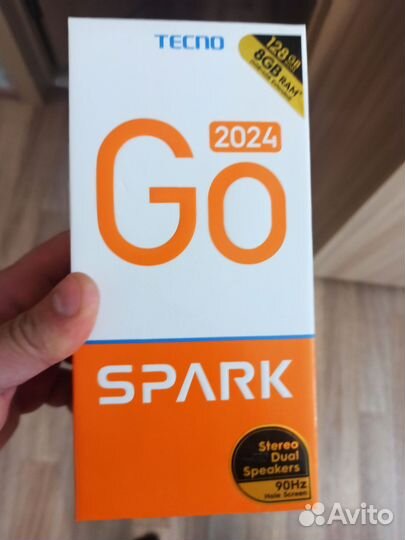 TECNO
128GB
8GB RAM*
2024
Go
SPARK
Stereo
Dual
Speakers
90Hz
Hole Screen
Avito